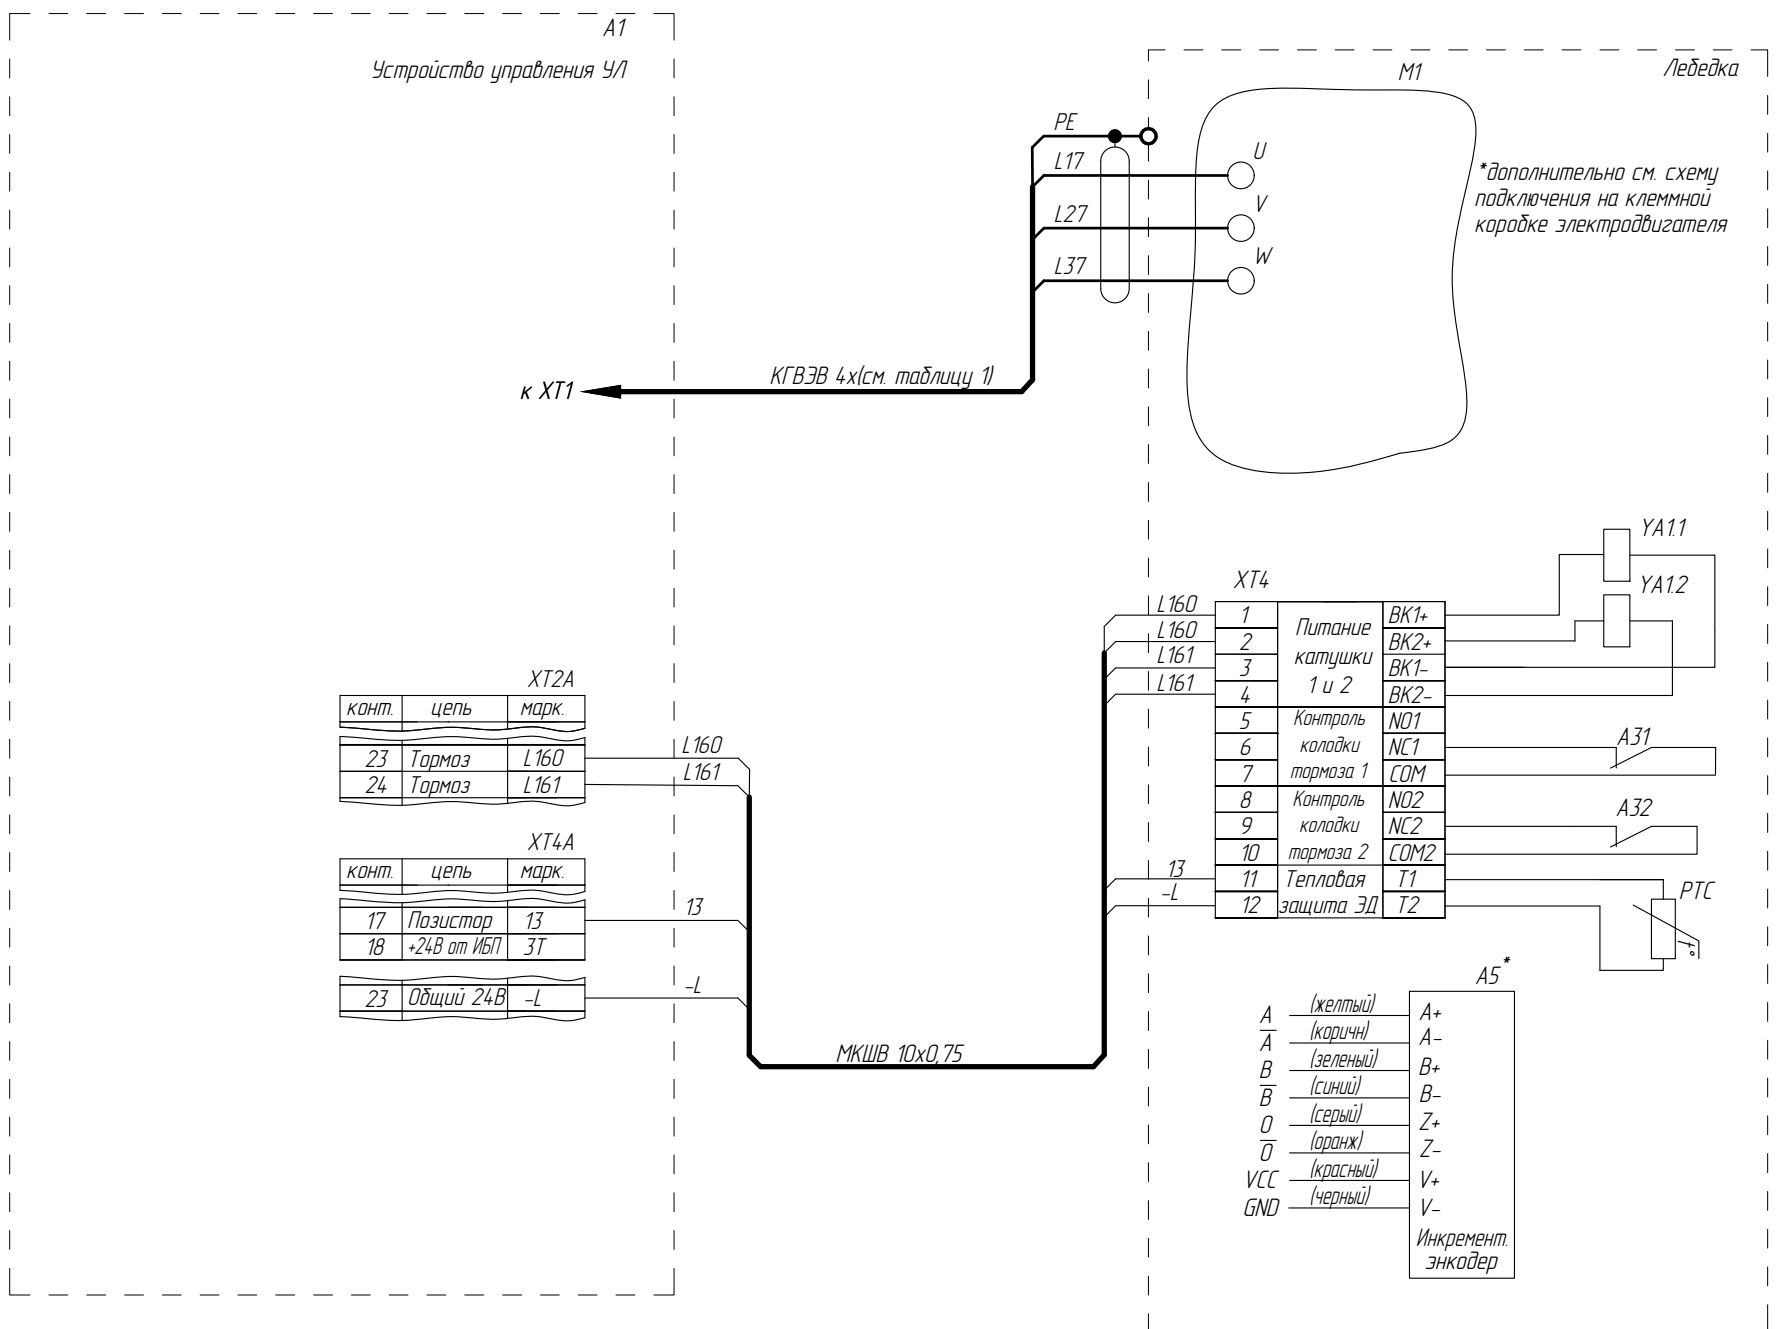 А1
Устройство управления УЛ
Лебедка
М1
PE
L17
U
L27
V
L37
W
*дополнительно см. схему
подключения на клеммной
коробке электродвигателя
к ХТ1
КГВЭВ 4х(см. таблицу 1)
YA1.1
YA1.2
ХТ4
L160
1
Питание
BK1+
L160
2
катушки
BK2+
L161
3
1 и 2
BK1-
L161
4
BK2-
5
Контроль
NO1
6
колодки
NC1
7
тормоза 1
COM
A31
8
Контроль
NO2
9
колодки
NC2
10
тормоза 2
COM2
A32
13
11
Тепловая
T1
-L
12
защита ЭД
T2
PTC
t°
ХТ2А
конт. цепь марк.
23 Тормоз L160
L160
24 Тормоз L161
L161
ХТ4А
конт. цепь марк.
17 Позистор 13
13
18 +24В от ИБП 3Т
23 Общий 24В -L
-L
МКШВ 10х0,75
A5*
A (желтый) A+
A̅ (коричн) A-
B (зеленый) B+
B̅ (синий) B-
0 (серый) Z+
0̅ (оранж) Z-
VCC (красный) V+
GND (черный) V-
Инкремент.
энкодер